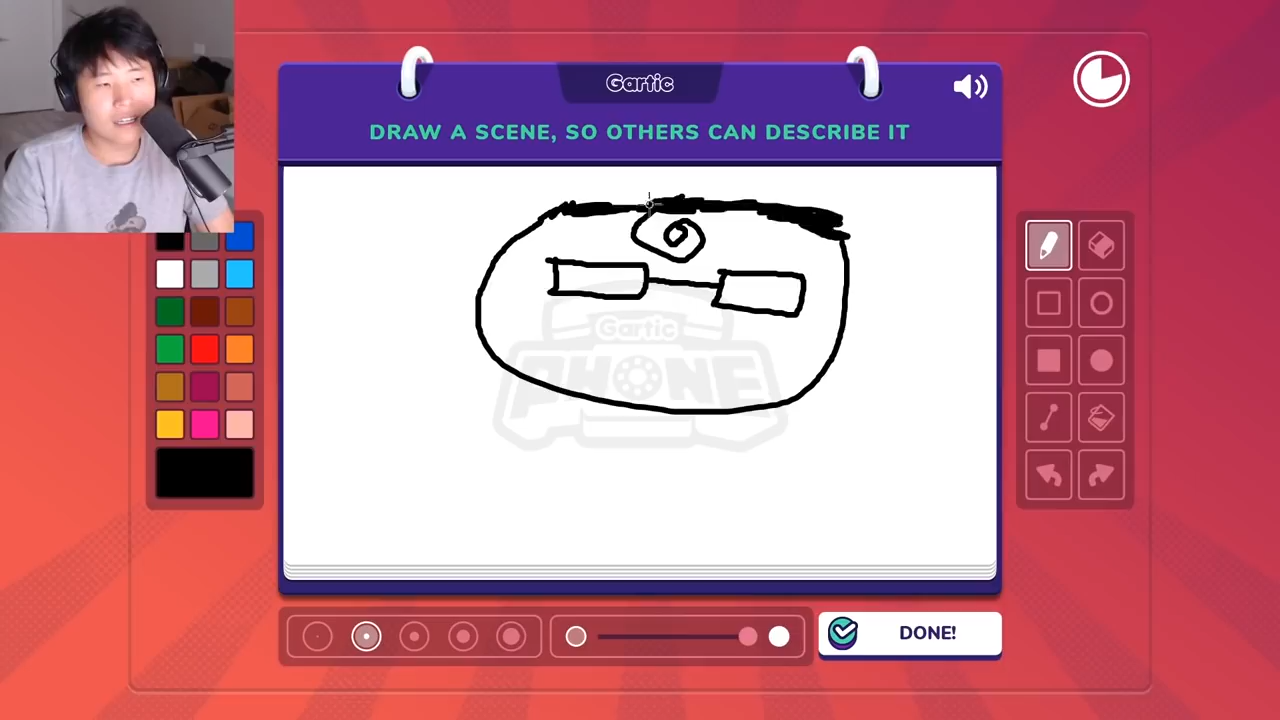 Gartic
DRAW A SCENE, SO OTHERS CAN DESCRIBE IT
Gartic
PHONE
DONE!